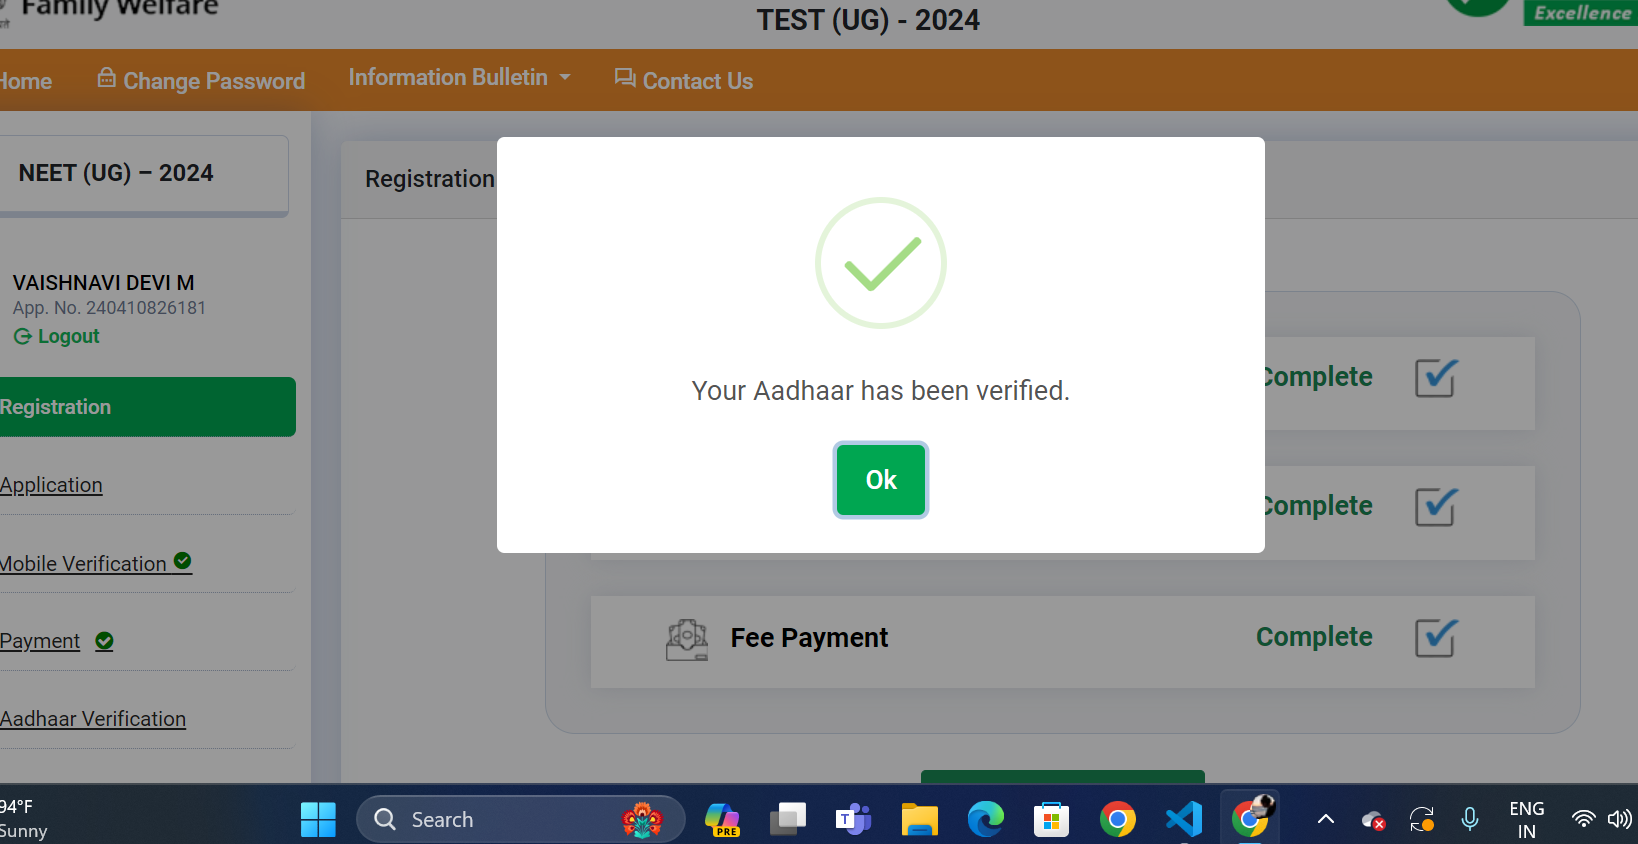 Family Welfare
TEST (UG) - 2024
Excellence
Home
Change Password
Information Bulletin
Contact Us
NEET (UG) – 2024
Registration
VAISHNAVI DEVI M
App. No. 240410826181
Logout
Registration
Application
Mobile Verification
Payment
Aadhaar Verification
Your Aadhaar has been verified.
Ok
Complete
Complete
Fee Payment
Complete
94°F
Sunny
Search
PRE
T
ENG
IN